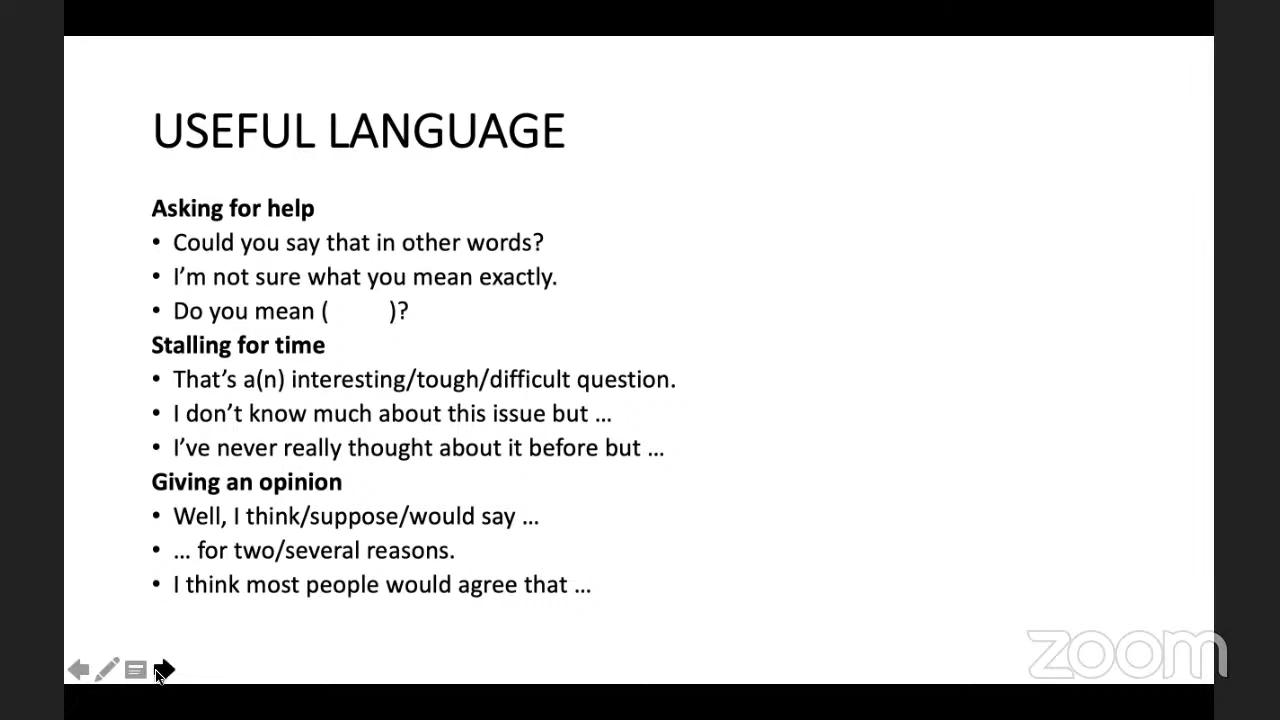 USEFUL LANGUAGE
Asking for help
• Could you say that in other words?
• I’m not sure what you mean exactly.
• Do you mean (          )?
Stalling for time
• That’s a(n) interesting/tough/difficult question.
• I don’t know much about this issue but …
• I’ve never really thought about it before but …
Giving an opinion
• Well, I think/suppose/would say …
• … for two/several reasons.
• I think most people would agree that …
zoom